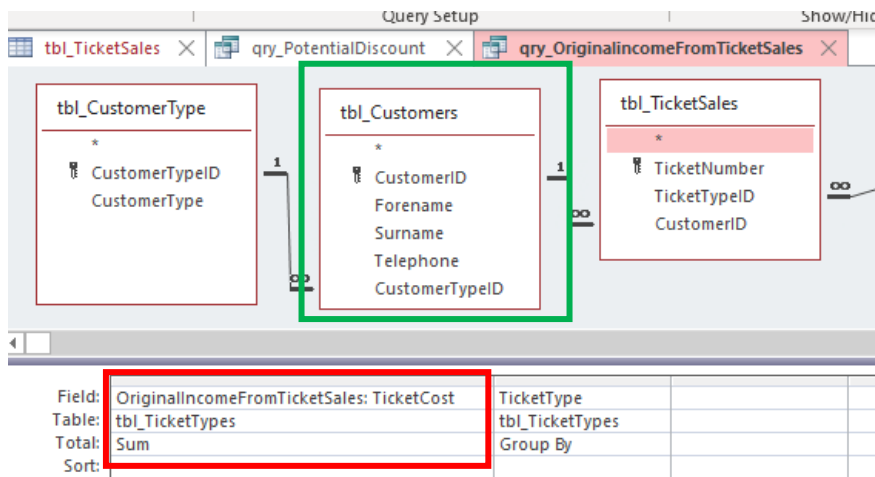 Query Setup
Show/Hid
tbl_TicketSales
qry_PotentialDiscount
qry_OriginalincomeFromTicketSales
tbl_CustomerType
*
CustomerTypeID
CustomerType
1
∞
tbl_Customers
*
CustomerID
Forename
Surname
Telephone
CustomerTypeID
1
∞
tbl_TicketSales
*
TicketNumber
TicketTypeID
CustomerID
∞
Field: OriginalIncomeFromTicketSales: TicketCost TicketType
Table: tbl_TicketTypes tbl_TicketTypes
Total: Sum Group By
Sort: